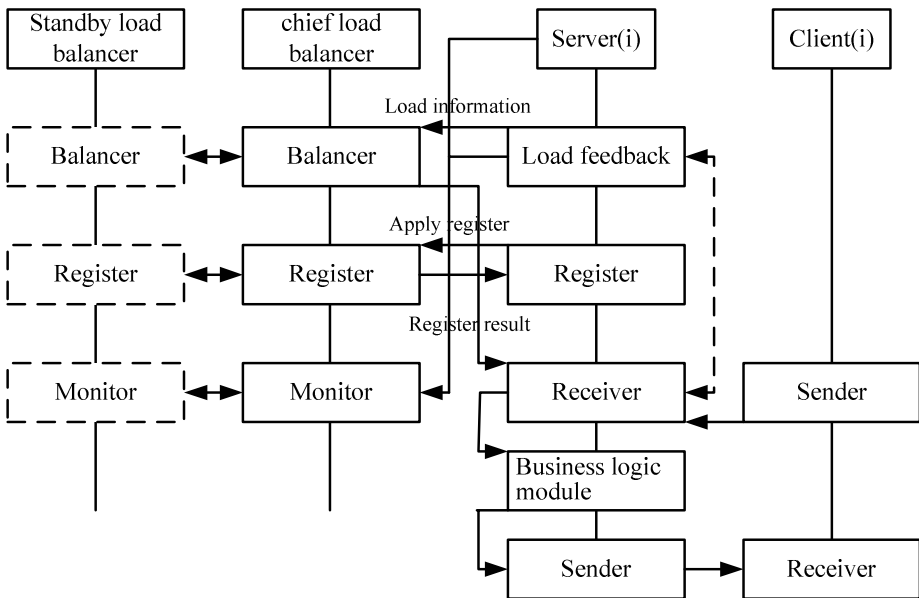 Standby load
balancer
chief load
balancer
Server(i)
Client(i)
Load information
Balancer
Balancer
Load feedback
Apply register
Register
Register
Register
Register result
Monitor
Monitor
Receiver
Sender
Business logic
module
Sender
Receiver